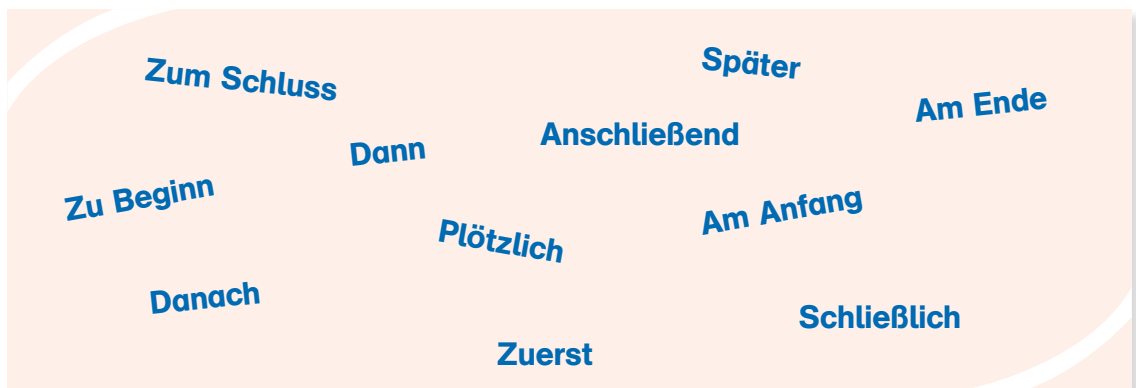 Zum Schluss
Später
Am Ende
Dann
Anschließend
Zu Beginn
Plötzlich
Am Anfang
Danach
Schließlich
Zuerst